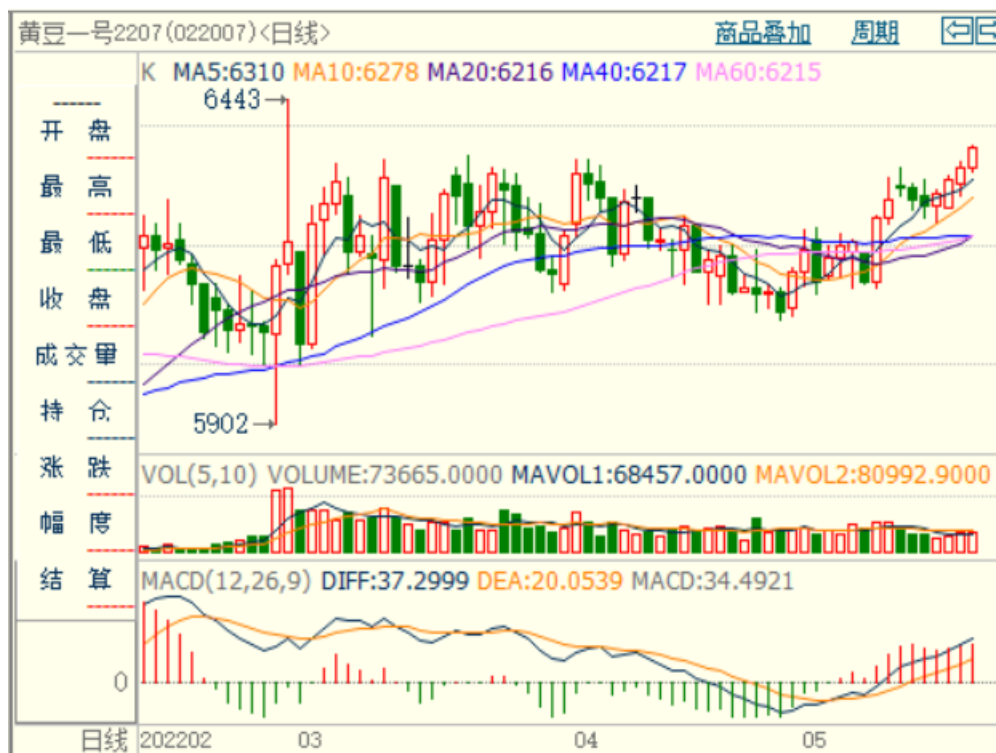 黄豆一号2207(022007)<日线> 商品叠加 周期
K MA5:6310 MA10:6278 MA20:6216 MA40:6217 MA60:6215
6443
开 盘
最 高
最 低
收 盘
成交量
持 仓
5902
涨 跌
VOL(5,10) VOLUME:73665.0000 MAVOL1:68457.0000 MAVOL2:80992.9000
幅 度
结 算
MACD(12,26,9) DIFF:37.2999 DEA:20.0539 MACD:34.4921
0
日线 202202 03 04 05